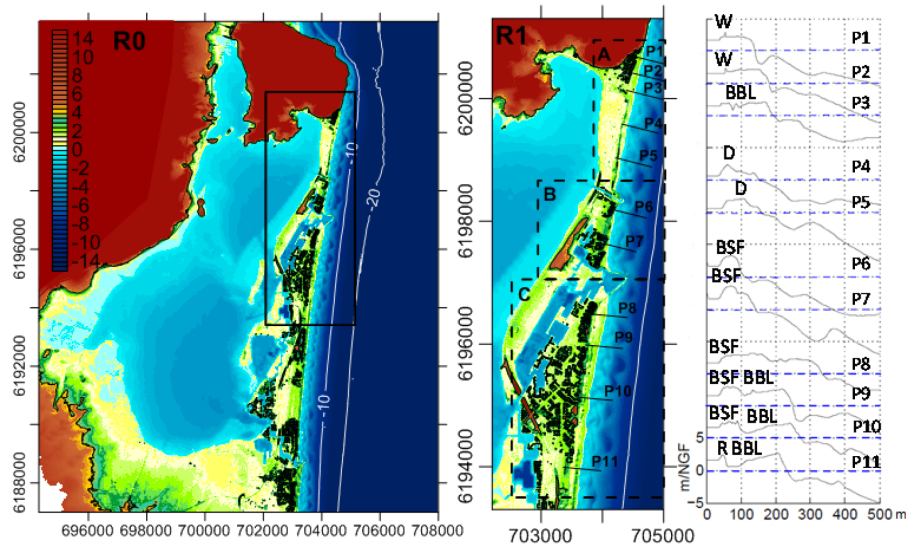 R0
14
12
10
8
6
4
2
0
-2
-4
-6
-8
-10
-12
-14
-10
-20
-10
6200000
6196000
6192000
6188000
696000 698000 700000 702000 704000 706000 708000
R1
A
P1
P2
P3
P4
P5
B
P6
P7
C
P8
P9
P10
P11
6200000
6198000
6196000
6194000
703000 705000
W
P1
W
P2
BBL
P3
D
P4
D
P5
BSF
P6
BSF
P7
BSF
P8
BSF BBL
P9
BSF BBL
P10
R BBL
P11
5
0
-5
m/NGF
0 100 200 300 400 500 m